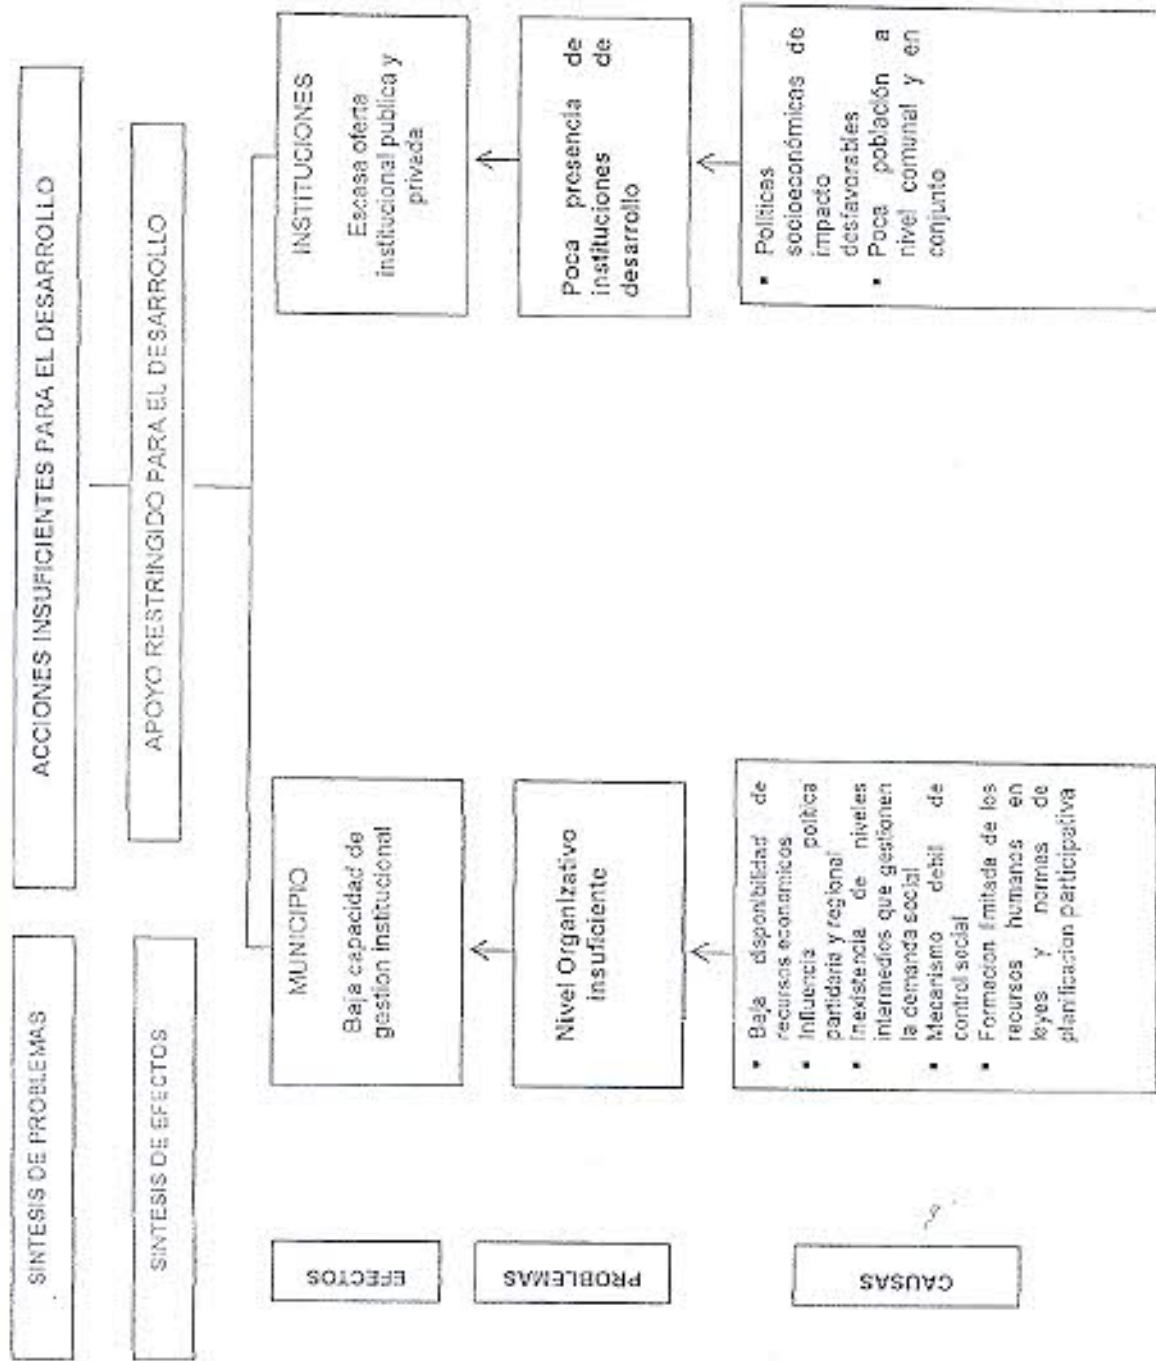 SINTESIS DE PROBLEMAS
ACCIONES INSUFICIENTES PARA EL DESARROLLO
SINTESIS DE EFECTOS
APOYO RESTRINGIDO PARA EL DESARROLLO
EFECTOS
MUNICIPIO
Baja capacidad de
gestion institucional
INSTITUCIONES
Escasa oferta
institucional publica y
privada
PROBLEMAS
Nivel Organizativo
insuficiente
Poca presencia de
instituciones de
desarrollo
CAUSAS
▪ Baja disponibilidad de
recursos economicos
▪ Influencia política
partidaria y regional
▪ Inexistencia de niveles
intermedios que gestionen
la demanda social
▪ Mecanismo debil de
control social
▪ Formacion limitada de los
recursos humanos en
leyes y normas de
planificacion participativa
▪ Políticas
socioeconómicas de
impacto
desfavorables
▪ Poca población a
nivel comunal y en
conjunto